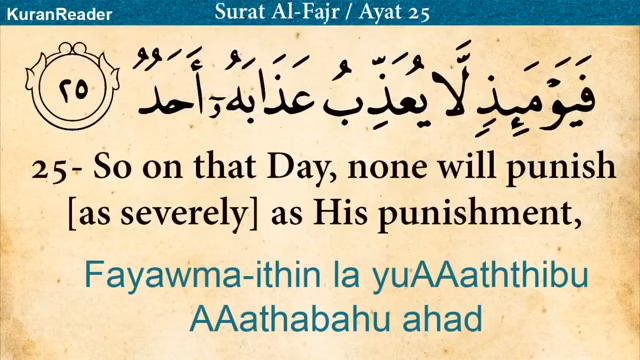 KuranReader
Surat Al-Fajr / Ayat 25
فَيَوْمَئِذٍ لَّا يُعَذِّبُ عَذَابَهُۥٓ أَحَدٌ ٢٥
25- So on that Day, none will punish
[as severely] as His punishment,
Fayawma-ithin la yuAAaththibu
AAathabahu ahad